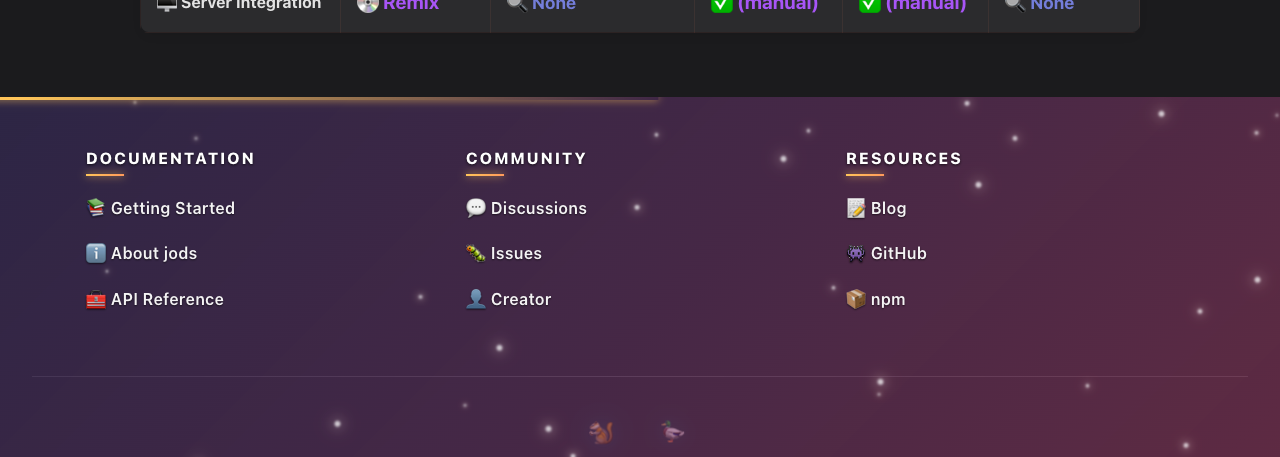 Server Integration Remix None (manual) (manual) None
DOCUMENTATION COMMUNITY RESOURCES
Getting Started Discussions Blog
About jods Issues GitHub
API Reference Creator npm